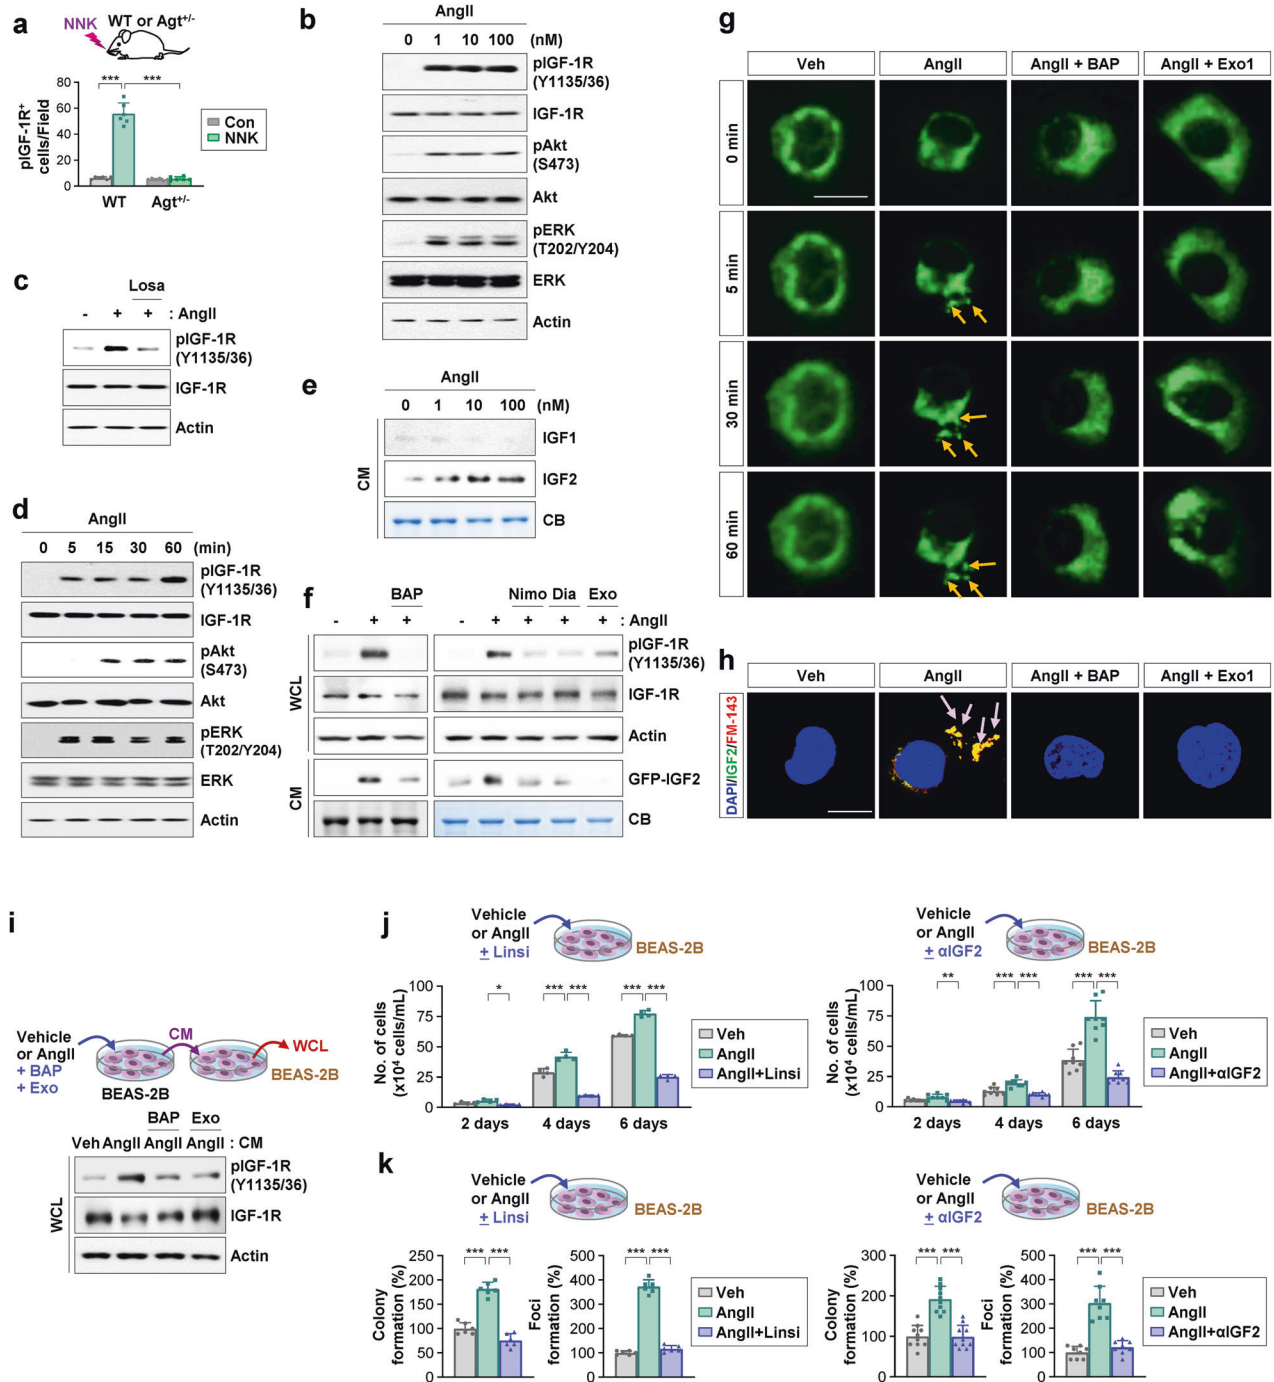 a
NNK
WT or Agt+/-
pIGF-1R+
cells/Field
80
60
40
20
0
***
***
Con
NNK
WT
Agt+/-
b
AngII
0 1 10 100 (nM)
pIGF-1R
(Y1135/36)
IGF-1R
pAkt
(S473)
Akt
pERK
(T202/Y204)
ERK
Actin
c
Losa
- + + : AngII
pIGF-1R
(Y1135/36)
IGF-1R
Actin
d
AngII
0 5 15 30 60 (min)
pIGF-1R
(Y1135/36)
IGF-1R
pAkt
(S473)
Akt
pERK
(T202/Y204)
ERK
Actin
e
AngII
0 1 10 100 (nM)
CM
IGF1
IGF2
CB
f
BAP
Nimo Dia Exo
- + + - + + + + : AngII
WCL
pIGF-1R
(Y1135/36)
IGF-1R
Actin
CM
GFP-IGF2
CB
g
Veh
AngII
AngII + BAP
AngII + Exo1
0 min
5 min
30 min
60 min
h
Veh
AngII
AngII + BAP
AngII + Exo1
DAPI/IGF2/FM-143
i
Vehicle
or AngII
+ BAP
+ Exo
CM
WCL
BEAS-2B
BEAS-2B
BAP Exo
Veh AngII AngII AngII : CM
WCL
pIGF-1R
(Y1135/36)
IGF-1R
Actin
j
Vehicle
or AngII
± Linsi
BEAS-2B
No. of cells
(x10⁴ cells/mL)
100
75
50
25
0
*
***
***
***
***
Veh
AngII
AngII+Linsi
2 days
4 days
6 days
Vehicle
or AngII
± αIGF2
BEAS-2B
No. of cells
(x10⁴ cells/mL)
100
75
50
25
0
**
***
***
***
***
Veh
AngII
AngII+αIGF2
2 days
4 days
6 days
k
Vehicle
or AngII
± Linsi
BEAS-2B
Colony
formation (%)
250
200
150
100
50
0
***
***
Foci
formation (%)
500
400
300
200
100
0
***
***
Veh
AngII
AngII+Linsi
Vehicle
or AngII
± αIGF2
BEAS-2B
Colony
formation (%)
300
200
100
0
***
***
Foci
formation (%)
500
400
300
200
100
0
***
***
Veh
AngII
AngII+αIGF2